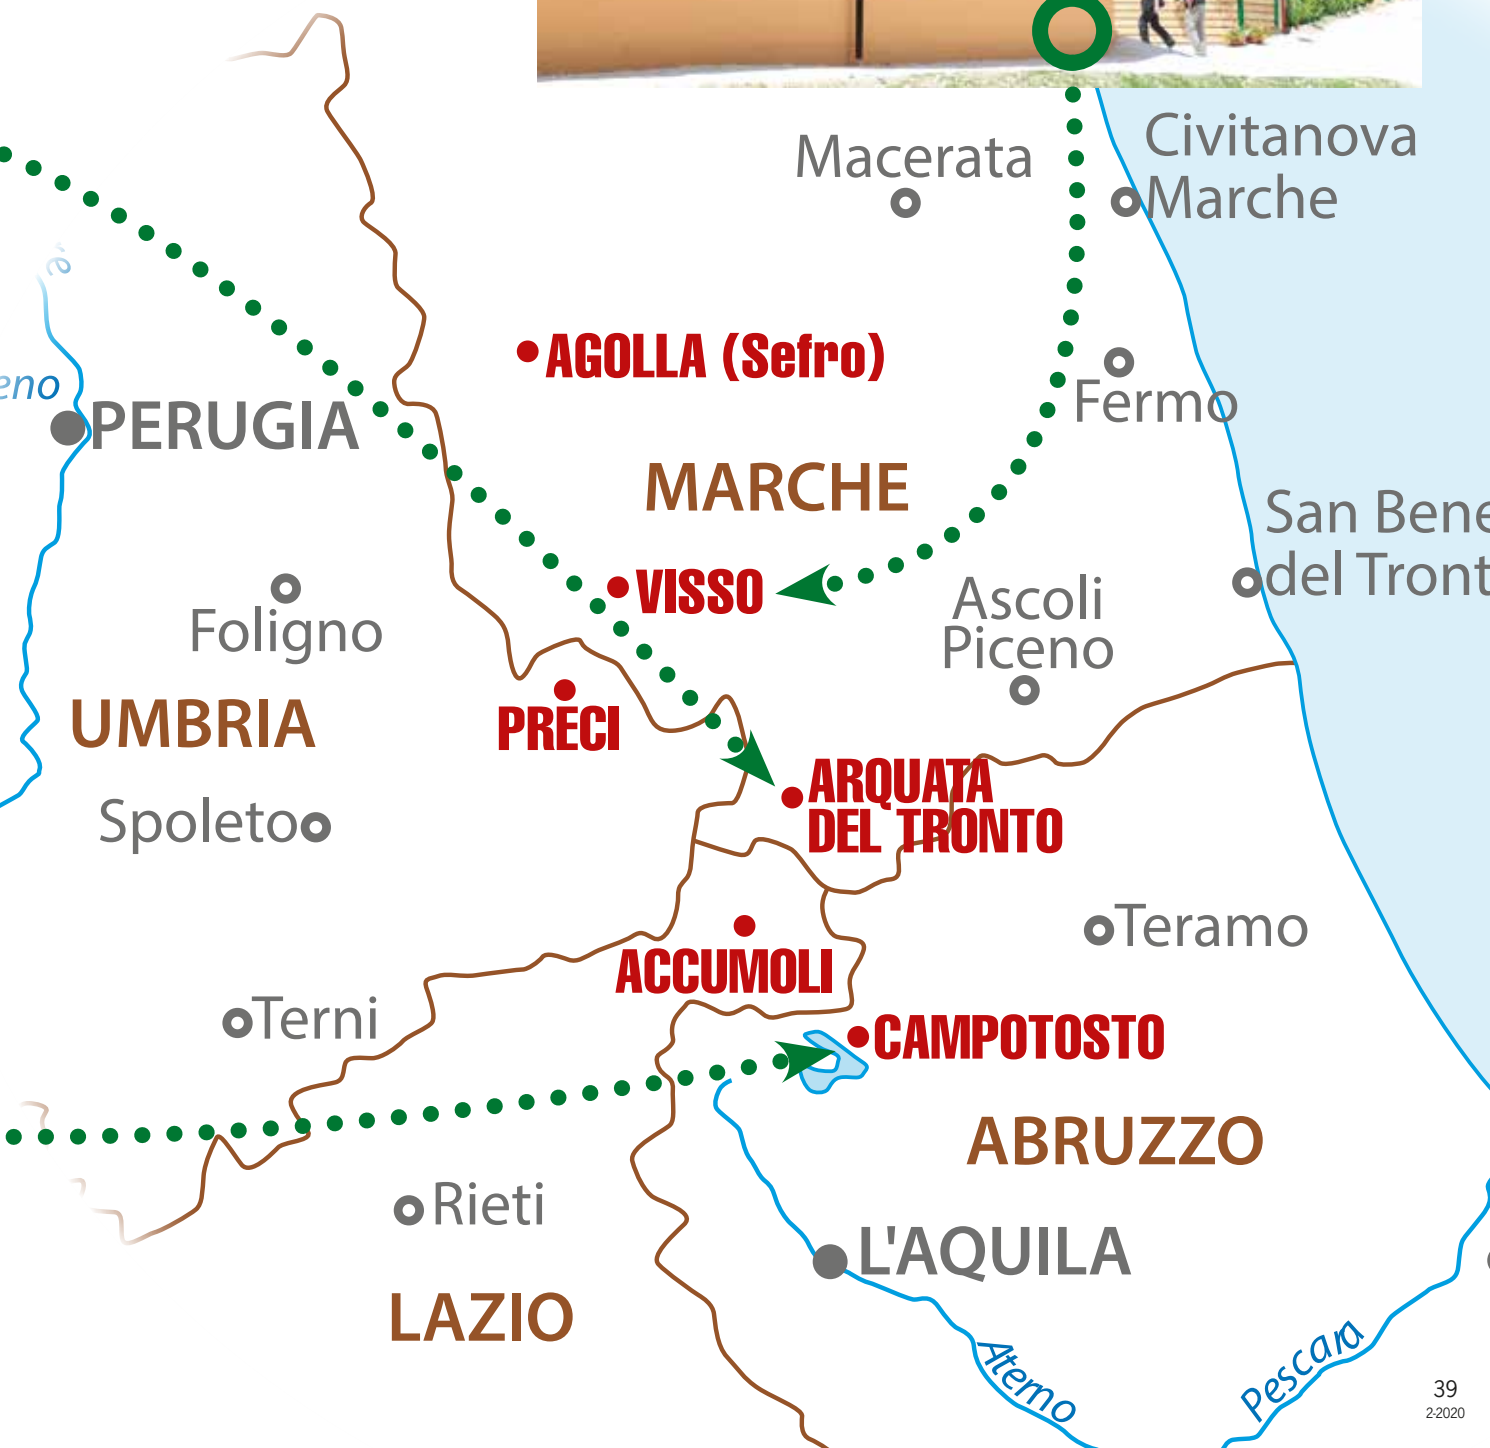 Macerata
Civitanova
Marche
AGOLLA (Sefro)
eno
PERUGIA
Fermo
MARCHE
San Bene
del Tront
VISSO
Foligno
Ascoli
Piceno
UMBRIA
PRECI
ARQUATA
DEL TRONTO
Spoleto
Teramo
ACCUMOLI
Terni
CAMPOTOSTO
ABRUZZO
Rieti
L'AQUILA
LAZIO
Aterno
Pescara
39
2-2020